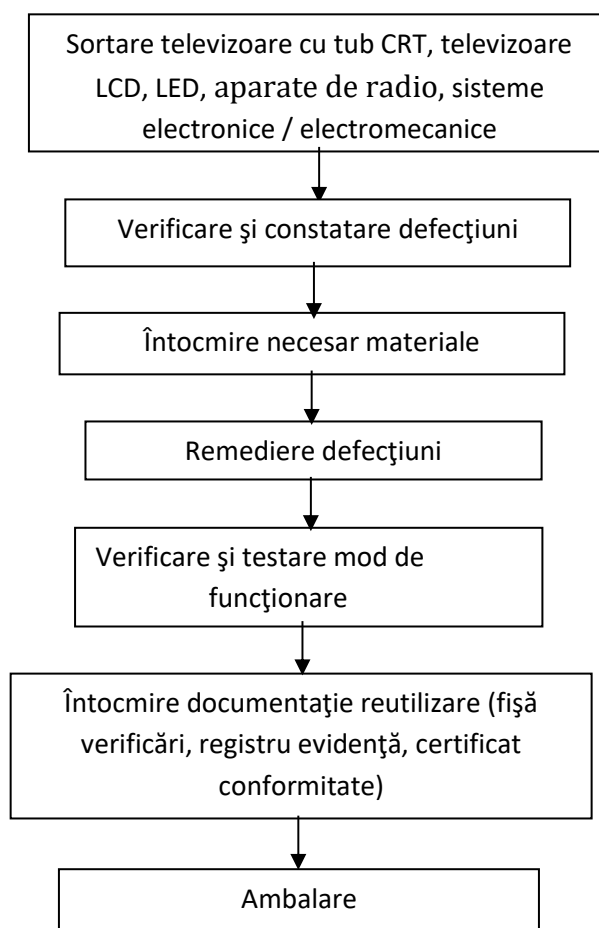 Sortare televizoare cu tub CRT, televizoare
LCD, LED, aparate de radio, sisteme
electronice / electromecanice
Verificare şi constatare defecţiuni
Întocmire necesar materiale
Remediere defecţiuni
Verificare şi testare mod de
funcţionare
Întocmire documentaţie reutilizare (fişă
verificări, registru evidenţă, certificat
conformitate)
Ambalare